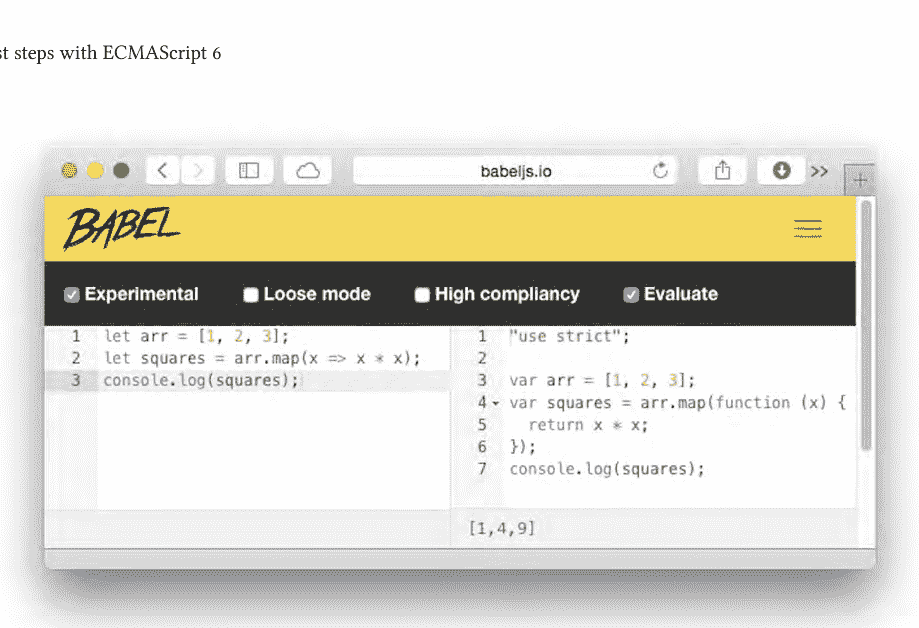 steps with ECMAScript 6
babeljs.io
BABEL
Experimental Loose mode High compliancy Evaluate
1 let arr = [1, 2, 3];
2 let squares = arr.map(x => x * x);
3 console.log(squares);
1 "use strict";
2
3 var arr = [1, 2, 3];
4 var squares = arr.map(function (x) {
5 return x * x;
6 });
7 console.log(squares);
[1,4,9]